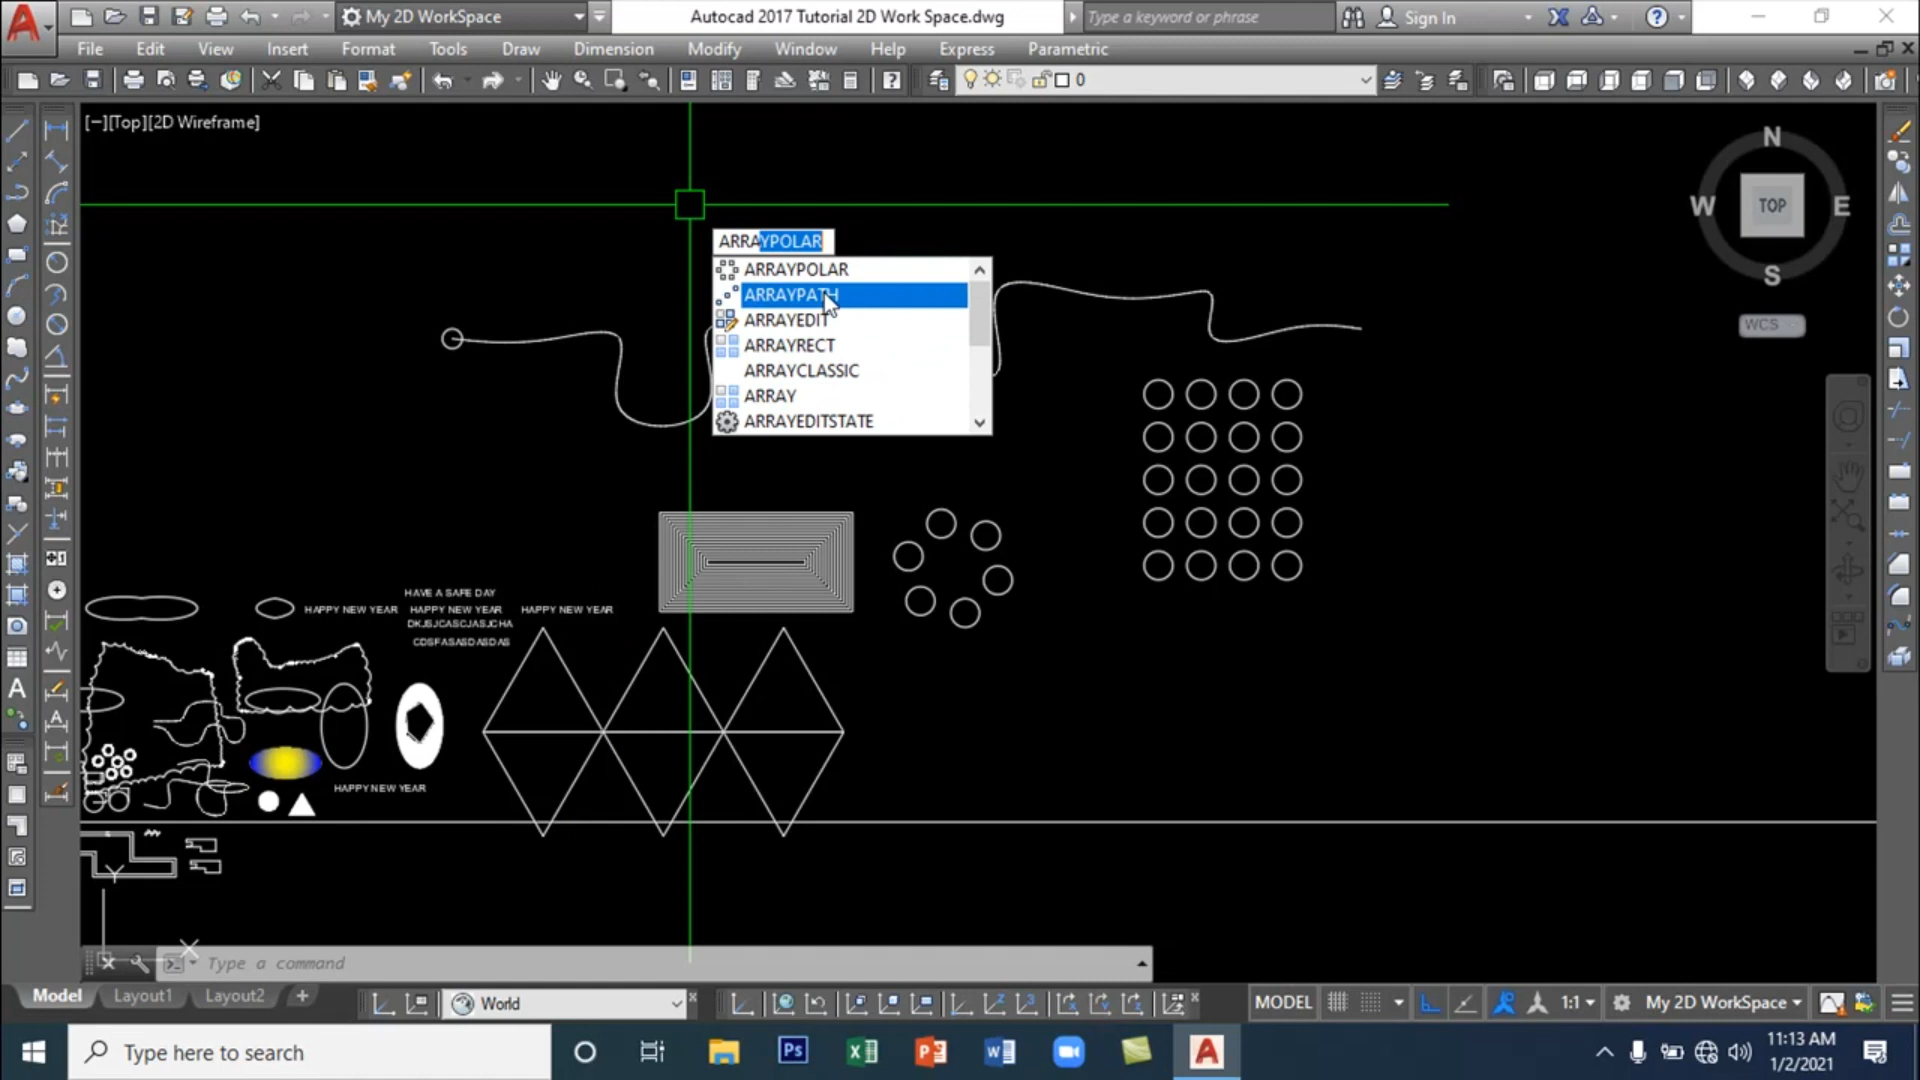 My 2D WorkSpace
Autocad 2017 Tutorial 2D Work Space.dwg
Type a keyword or phrase
Sign In
File Edit View Insert Format Tools Draw Dimension Modify Window Help Express Parametric
0
[−][Top][2D Wireframe]
N
W TOP E
S
WCS
ARRAYPOLAR
ARRAYPOLAR
ARRAYPATH
ARRAYEDIT
ARRAYRECT
ARRAYCLASSIC
ARRAY
ARRAYEDITSTATE
HAVE A SAFE DAY
HAPPY NEW YEAR HAPPY NEW YEAR HAPPY NEW YEAR
DKJSJCASCJASJCHA
CDSFASASDASDAS
HAPPY NEW YEAR
Y
X
Type a command
Model Layout1 Layout2 +
World
MODEL
1:1
My 2D WorkSpace
Type here to search
11:13 AM
1/2/2021